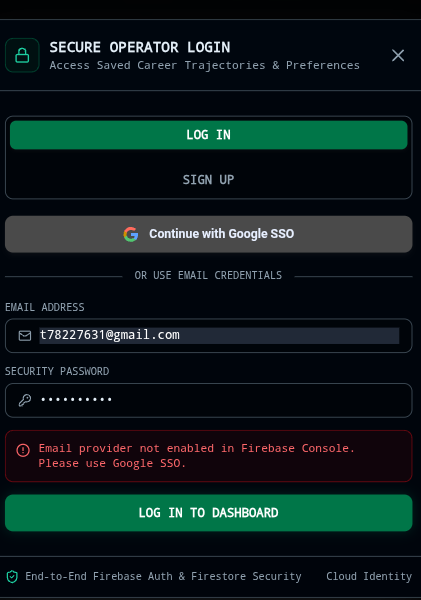 SECURE OPERATOR LOGIN
Access Saved Career Trajectories & Preferences
LOG IN
SIGN UP
Continue with Google SSO
OR USE EMAIL CREDENTIALS
EMAIL ADDRESS
t78227631@gmail.com
SECURITY PASSWORD
••••••••••
Email provider not enabled in Firebase Console.
Please use Google SSO.
LOG IN TO DASHBOARD
End-to-End Firebase Auth & Firestore Security Cloud Identity